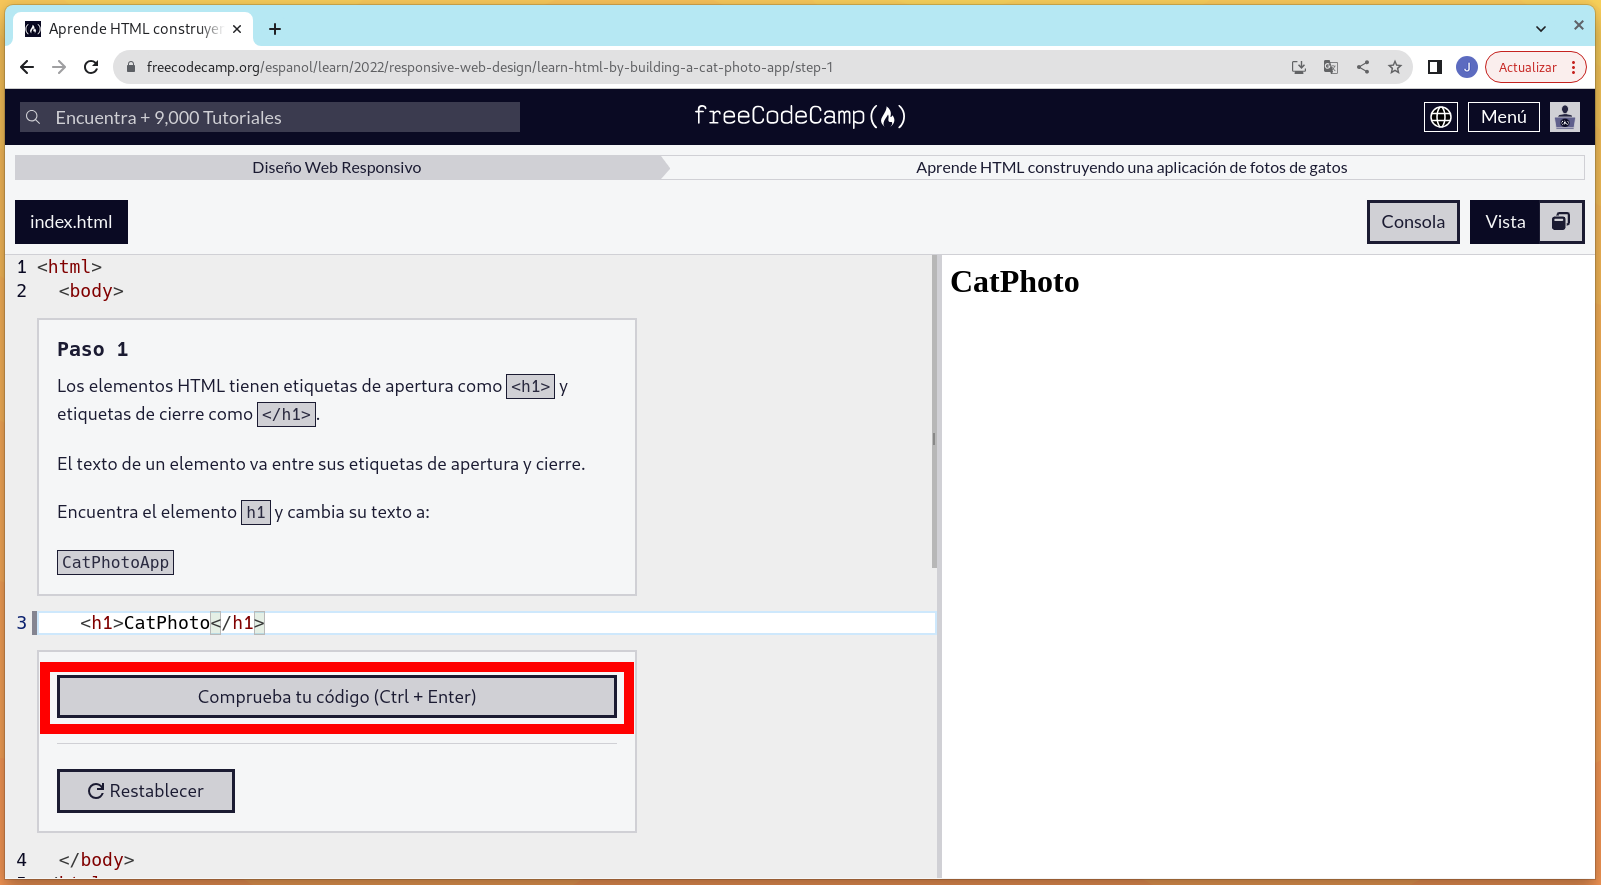 Aprende HTML construye
freecodecamp.org/espanol/learn/2022/responsive-web-design/learn-html-by-building-a-cat-photo-app/step-1
J
Actualizar
Encuentra + 9,000 Tutoriales
freeCodeCamp
Menú
Diseño Web Responsivo
Aprende HTML construyendo una aplicación de fotos de gatos
index.html
Consola
Vista
1 <html>
2 <body>
CatPhoto
Paso 1
Los elementos HTML tienen etiquetas de apertura como <h1> y
etiquetas de cierre como </h1>.
El texto de un elemento va entre sus etiquetas de apertura y cierre.
Encuentra el elemento h1 y cambia su texto a:
CatPhotoApp
3 <h1>CatPhoto</h1>
Comprueba tu código (Ctrl + Enter)
Restablecer
4 </body>